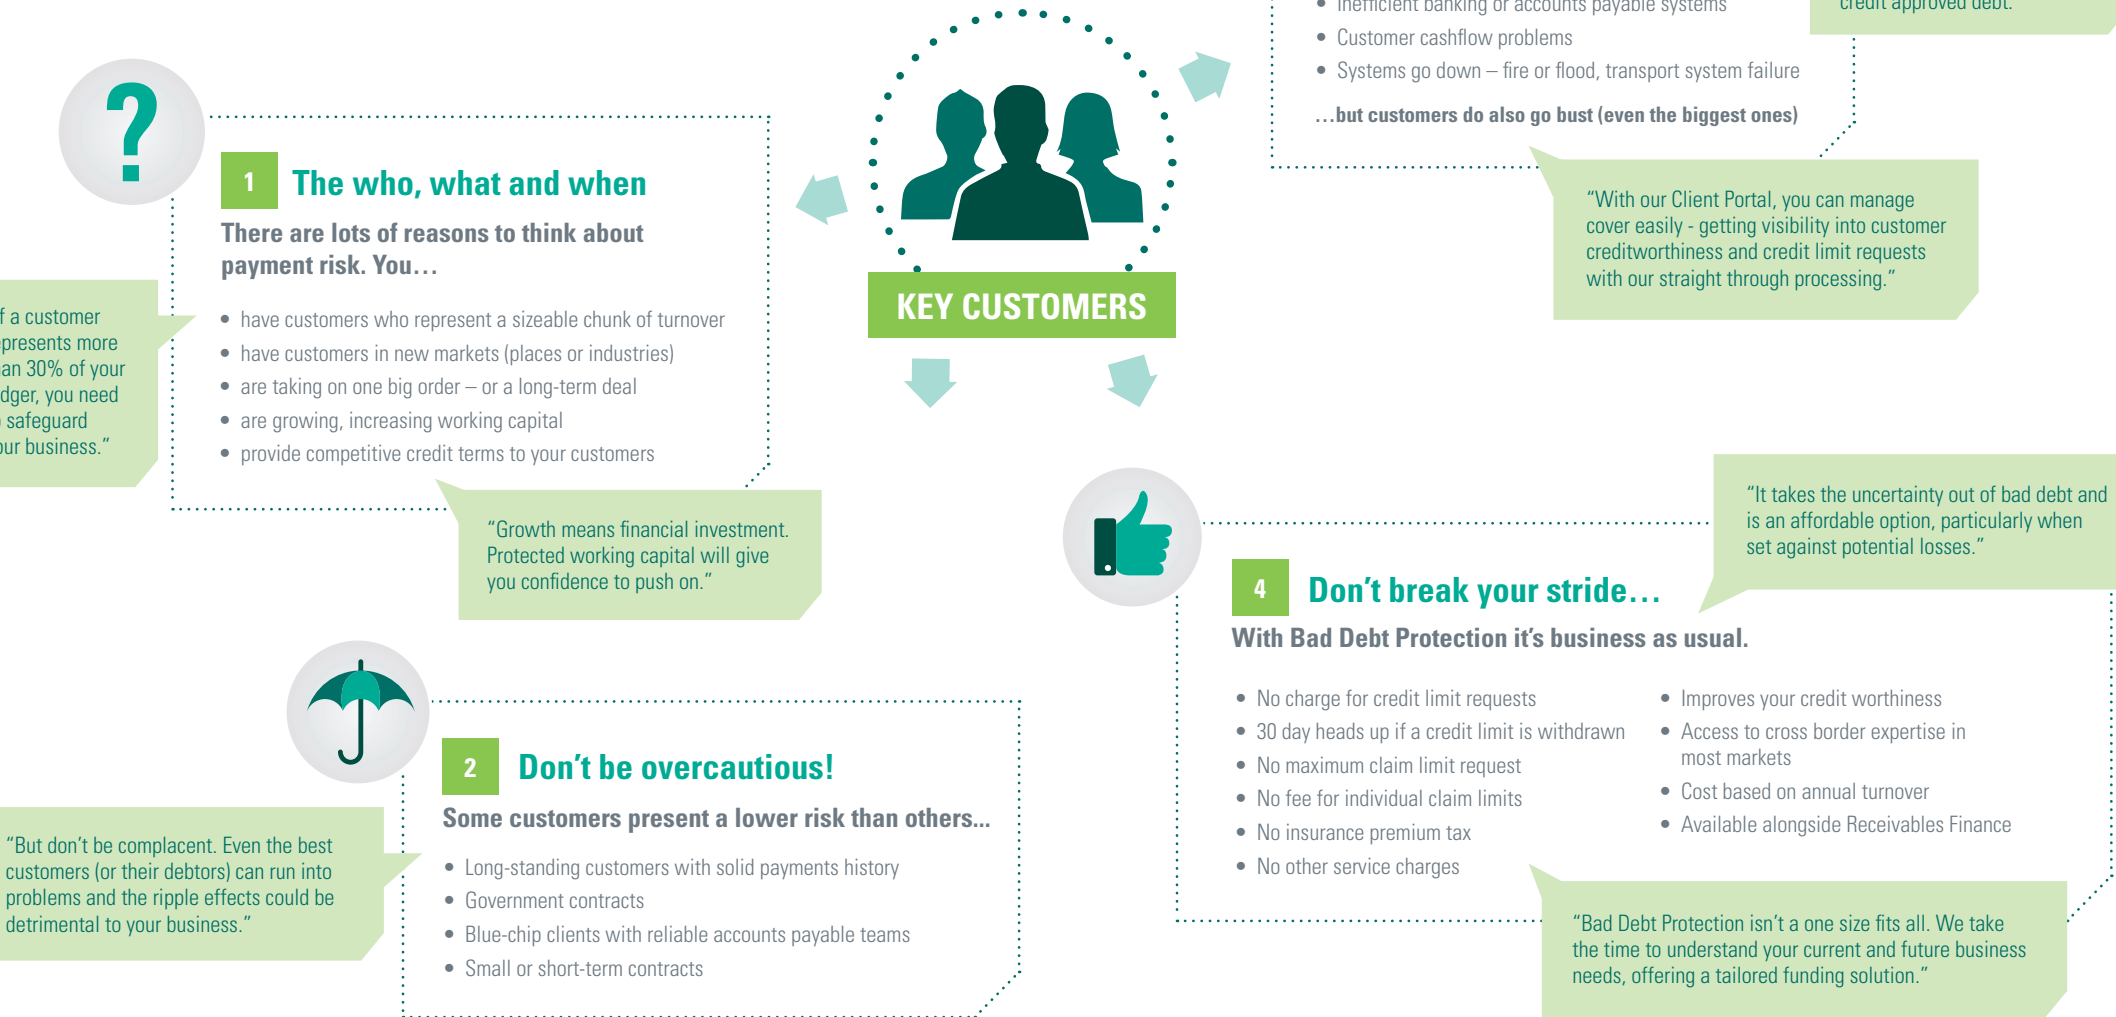 Inefficient banking or accounts payable systems
Customer cashflow problems
Systems go down – fire or flood, transport system failure
…but customers do also go bust (even the biggest ones)
credit approved debt.
“With our Client Portal, you can manage
cover easily - getting visibility into customer
creditworthiness and credit limit requests
with our straight through processing.”
?
1 The who, what and when
There are lots of reasons to think about
payment risk. You…
• have customers who represent a sizeable chunk of turnover
• have customers in new markets (places or industries)
• are taking on one big order – or a long-term deal
• are growing, increasing working capital
• provide competitive credit terms to your customers
a customer
more
30% of your
you need
safeguard
business.”
“Growth means financial investment.
Protected working capital will give
you confidence to push on.”
KEY CUSTOMERS
2 Don’t be overcautious!
Some customers present a lower risk than others...
• Long-standing customers with solid payments history
• Government contracts
• Blue-chip clients with reliable accounts payable teams
• Small or short-term contracts
“But don’t be complacent. Even the best
customers (or their debtors) can run into
problems and the ripple effects could be
detrimental to your business.”
4 Don’t break your stride…
With Bad Debt Protection it’s business as usual.
• No charge for credit limit requests
• 30 day heads up if a credit limit is withdrawn
• No maximum claim limit request
• No fee for individual claim limits
• No insurance premium tax
• No other service charges
• Improves your credit worthiness
• Access to cross border expertise in
most markets
• Cost based on annual turnover
• Available alongside Receivables Finance
“It takes the uncertainty out of bad debt and
is an affordable option, particularly when
set against potential losses.”
“Bad Debt Protection isn’t a one size fits all. We take
the time to understand your current and future business
needs, offering a tailored funding solution.”